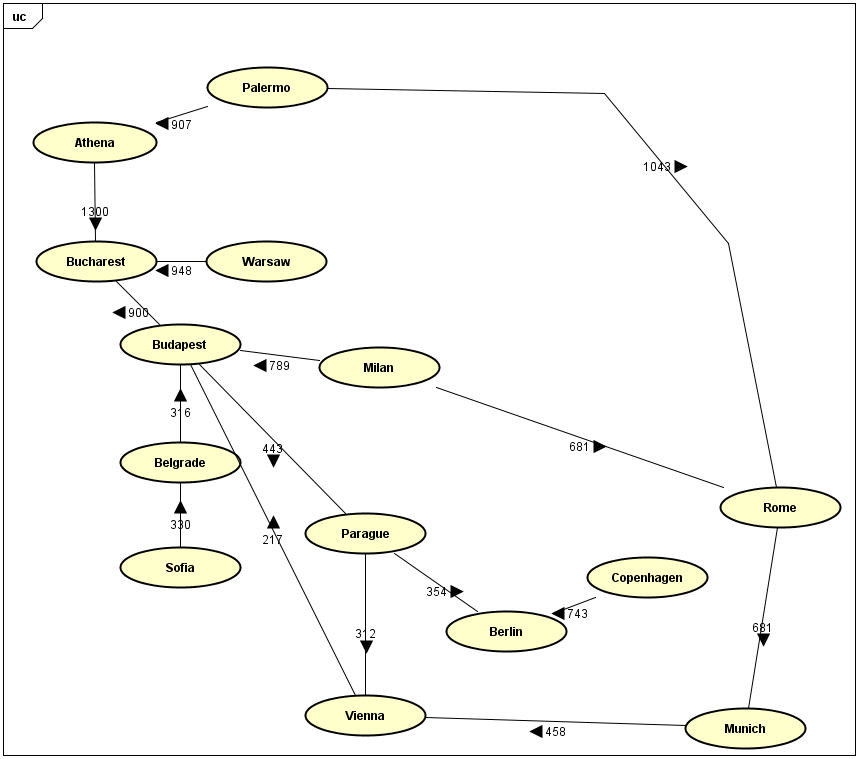 uc
Palermo
907
Athena
1043
1300
Bucharest
948
Warsaw
900
Budapest
789
Milan
316
443
681
Belgrade
Rome
330
217
Parague
Sofia
Copenhagen
354
743
312
Berlin
681
Vienna
458
Munich